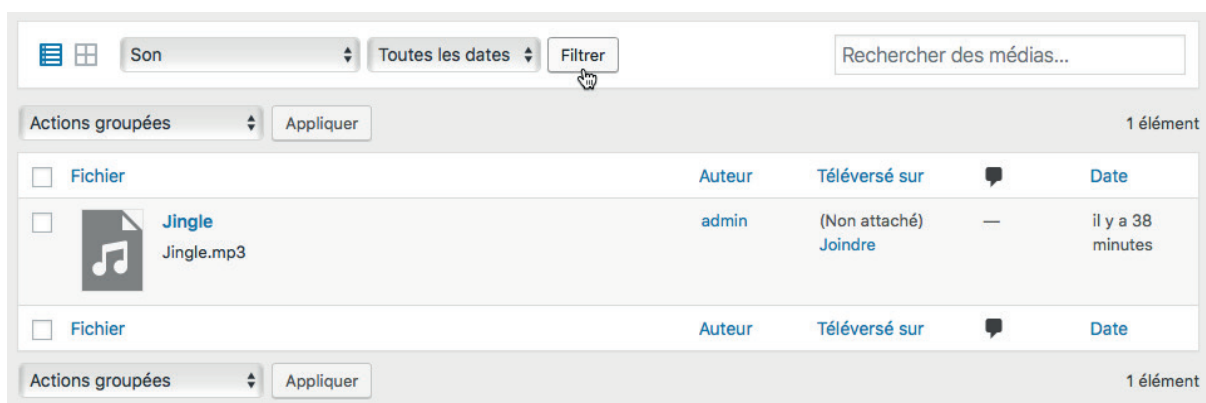 Son Toutes les dates Filtrer Rechercher des médias...
Actions groupées Appliquer 1 élément
Fichier Auteur Téléversé sur Date
Jingle admin (Non attaché) — il y a 38
Jingle.mp3 Joindre minutes
Fichier Auteur Téléversé sur Date
Actions groupées Appliquer 1 élément